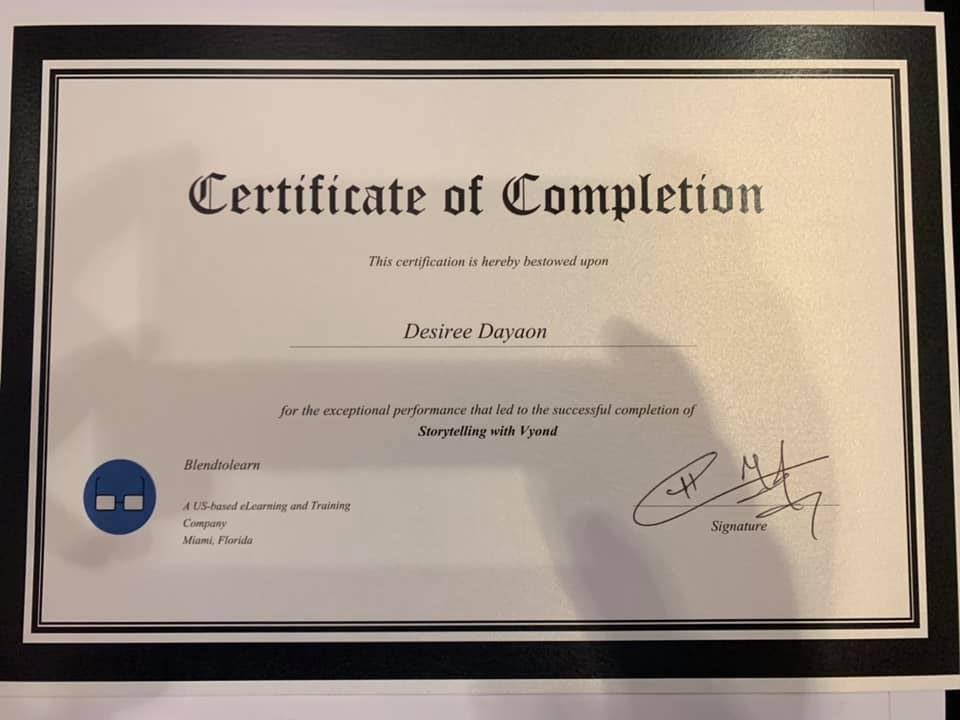 Certificate of Completion
This certification is hereby bestowed upon
Desiree Dayaon
for the exceptional performance that led to the successful completion of
Storytelling with Vyond
Blendtolearn
A US-based eLearning and Training
Company
Miami, Florida
Signature